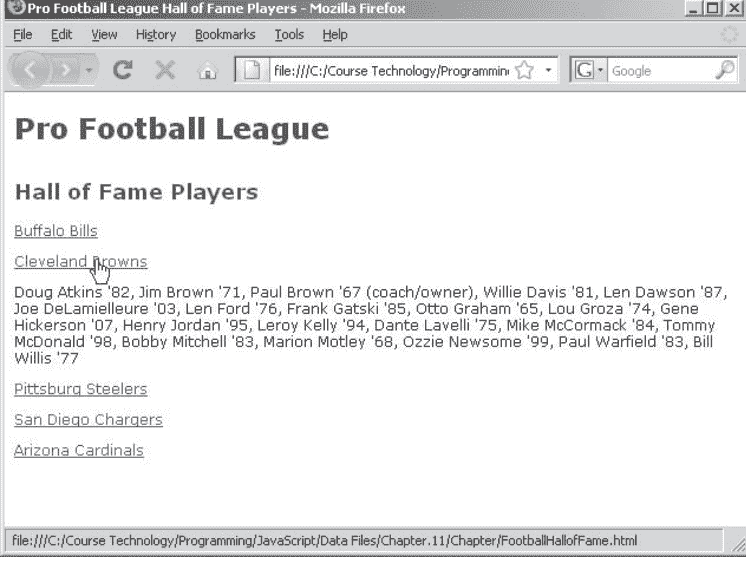 Pro Football League Hall of Fame Players - Mozilla Firefox
File Edit View History Bookmarks Tools Help
file:///C:/Course Technology/Programmin G Google
Pro Football League
Hall of Fame Players
Buffalo Bills
Cleveland Browns
Doug Atkins '82, Jim Brown '71, Paul Brown '67 (coach/owner), Willie Davis '81, Len Dawson '87,
Joe DeLamielleure '03, Len Ford '76, Frank Gatski '85, Otto Graham '65, Lou Groza '74, Gene
Hickerson '07, Henry Jordan '95, Leroy Kelly '94, Dante Lavelli '75, Mike McCormack '84, Tommy
McDonald '98, Bobby Mitchell '83, Marion Motley '68, Ozzie Newsome '99, Paul Warfield '83, Bill
Willis '77
Pittsburg Steelers
San Diego Chargers
Arizona Cardinals
file:///C:/Course Technology/Programming/JavaScript/Data Files/Chapter.11/Chapter/FootballHallofFame.html